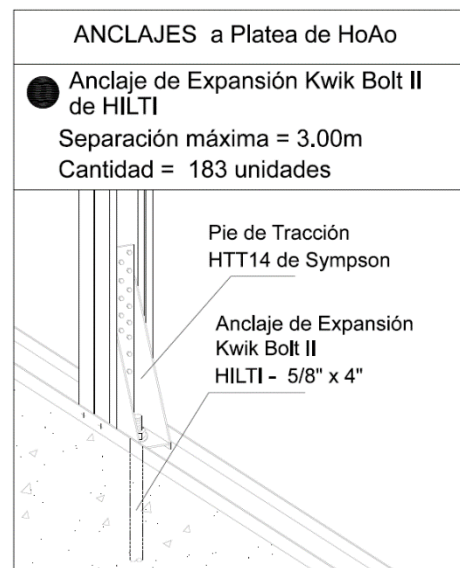 ANCLAJES a Platea de HoAo
Anclaje de Expansión Kwik Bolt II
de HILTI
Separación máxima = 3.00m
Cantidad = 183 unidades
Pie de Tracción
HTT14 de Sympson
Anclaje de Expansión
Kwik Bolt II
HILTI - 5/8" x 4"